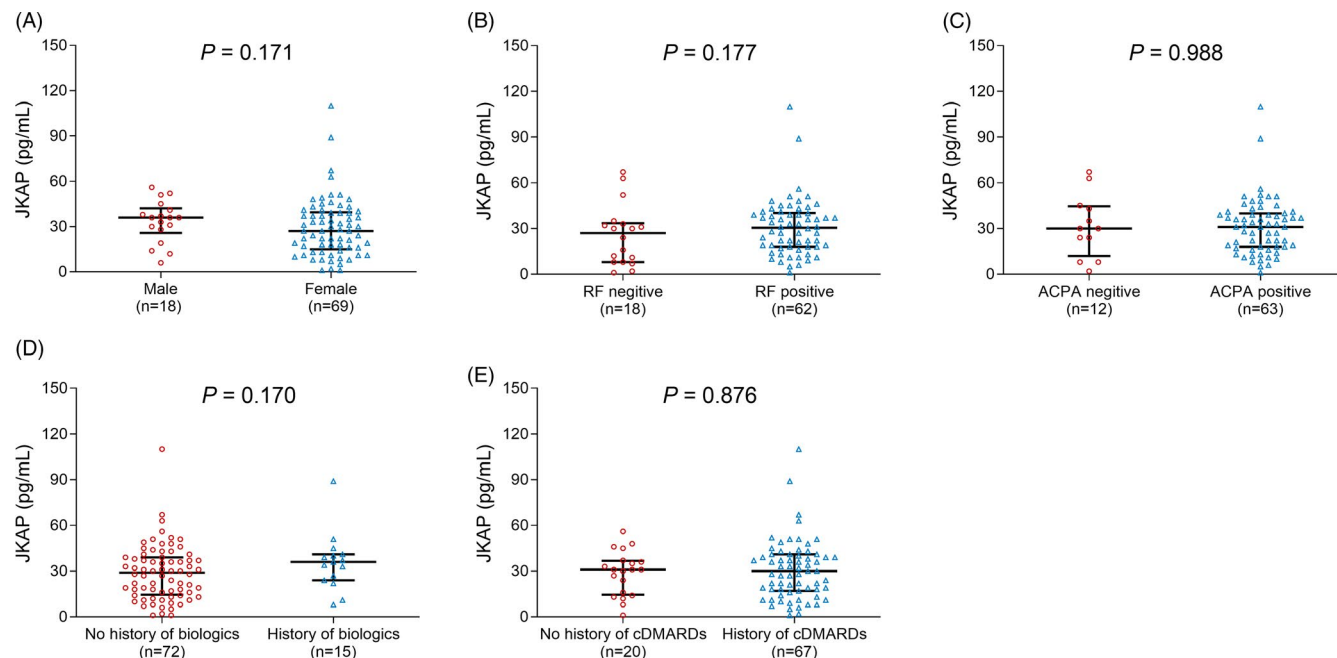 (A)
P = 0.171
JKAP (pg/mL)
150
120
90
60
30
0
Male
(n=18)
Female
(n=69)
(B)
P = 0.177
JKAP (pg/mL)
150
120
90
60
30
0
RF negitive
(n=18)
RF positive
(n=62)
(C)
P = 0.988
JKAP (pg/mL)
150
120
90
60
30
0
ACPA negitive
(n=12)
ACPA positive
(n=63)
(D)
P = 0.170
JKAP (pg/mL)
150
120
90
60
30
0
No history of biologics
(n=72)
History of biologics
(n=15)
(E)
P = 0.876
JKAP (pg/mL)
150
120
90
60
30
0
No history of cDMARDs
(n=20)
History of cDMARDs
(n=67)